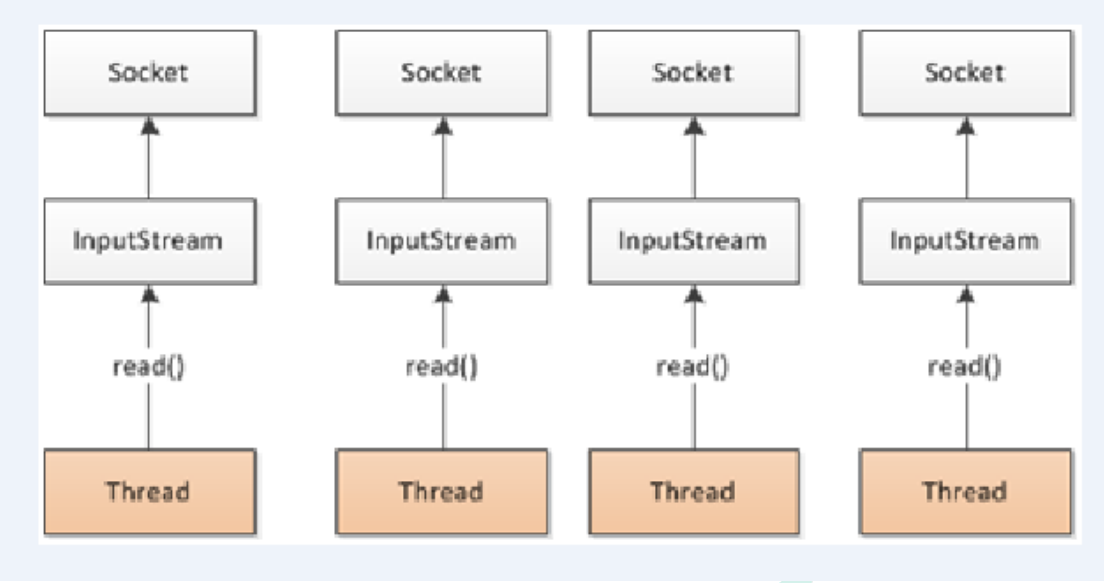 Socket Socket Socket Socket
InputStream InputStream InputStream InputStream
read() read() read() read()
Thread Thread Thread Thread